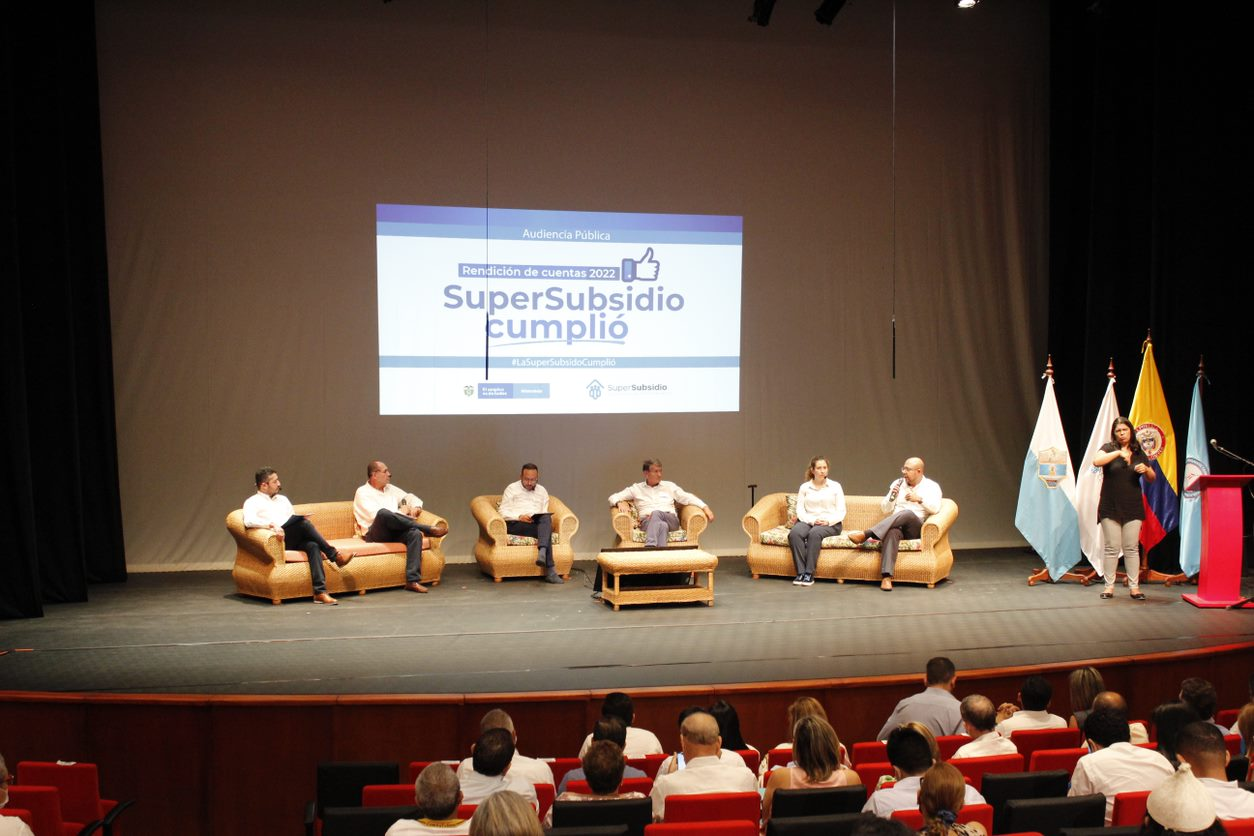 Audiencia Pública
Rendición de cuentas 2022
SuperSubsidio
cumplió
#LaSuperSubsidoCumplió
SuperSubsidio